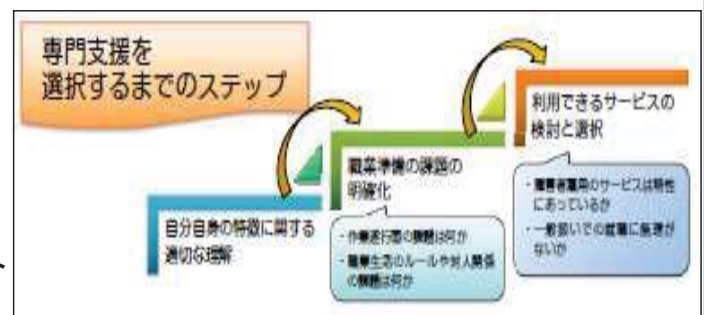 専門支援を
選択するまでのステップ
自分自身の特徴に関する
適切な理解
職業準備の課題の
明確化
・作業遂行面の課題は何か
・職業生活のルールや対人関係
の課題は何か
利用できるサービスの
検討と選択
・障害者雇用のサービスは特性
にあっているか
・一般扱いでの就職に無理が
ないか